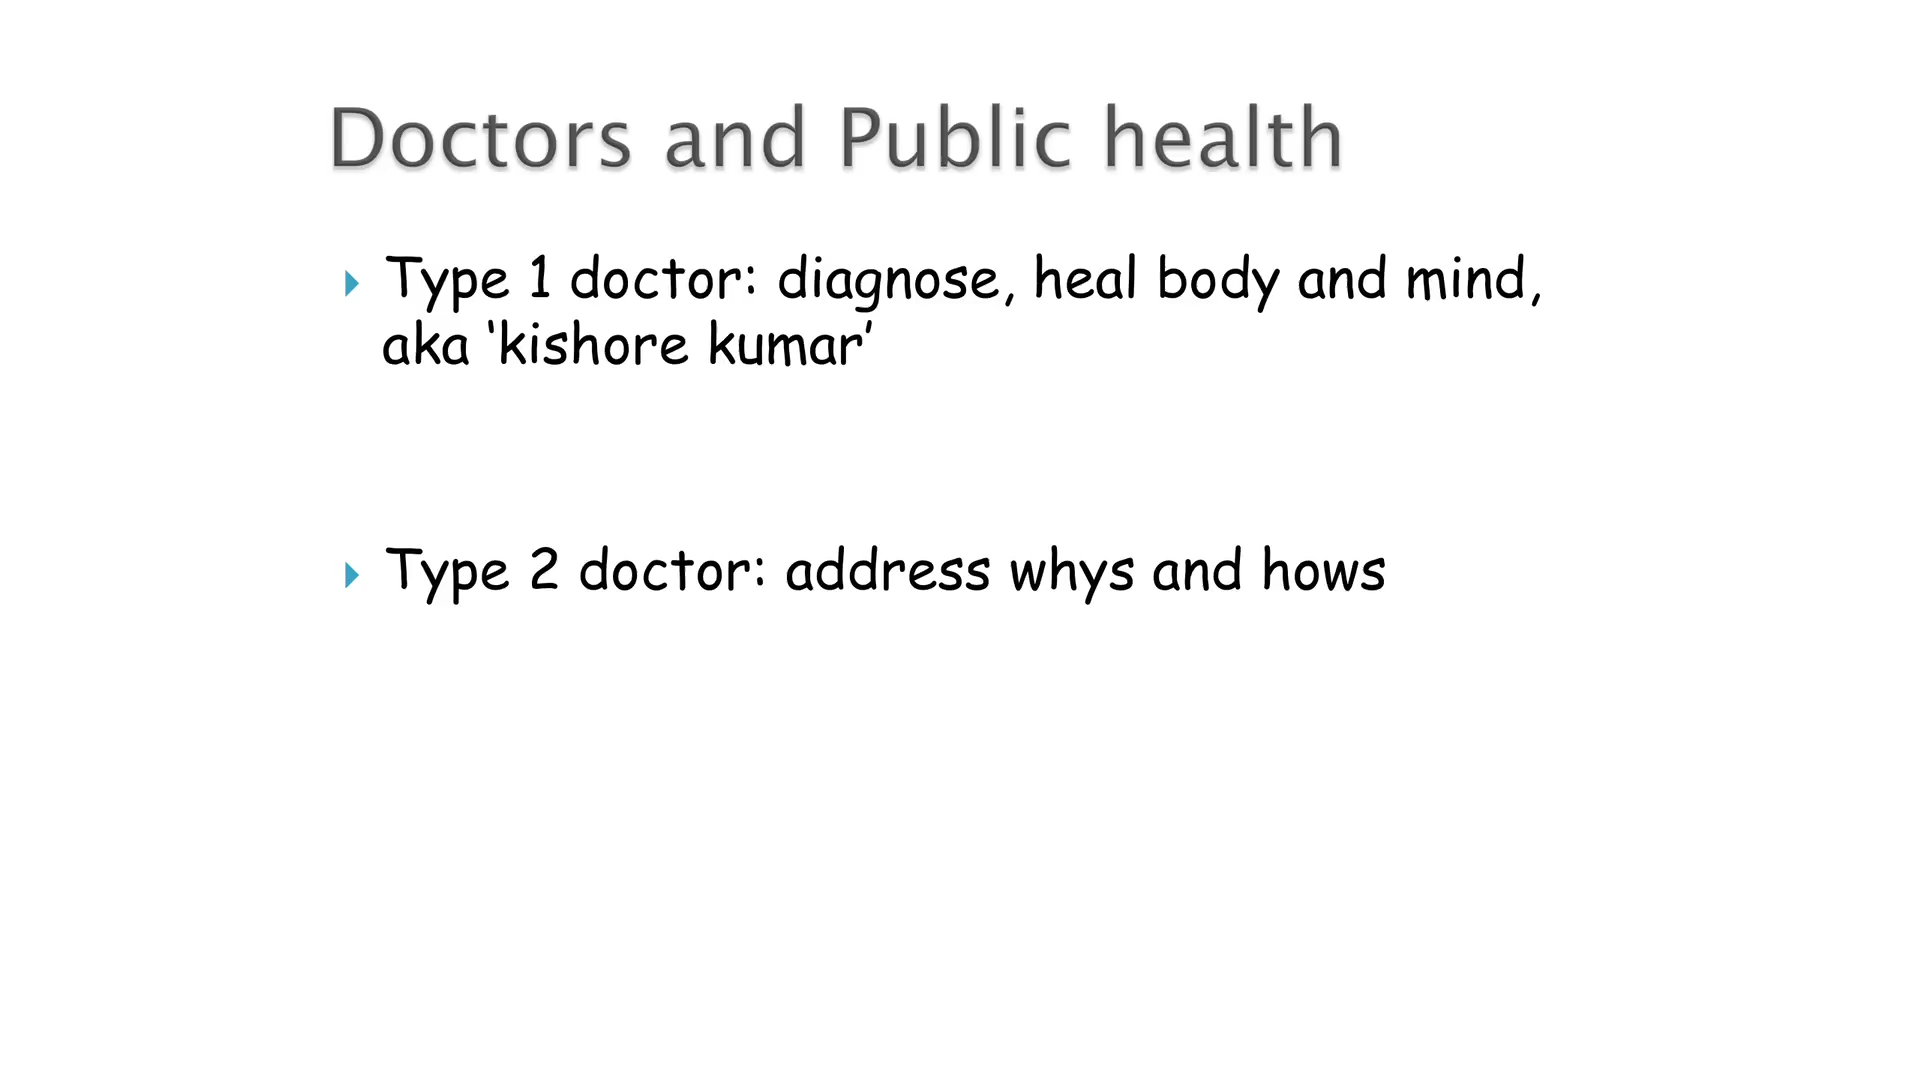 Doctors and Public health
Type 1 doctor: diagnose, heal body and mind,
aka ‘kishore kumar’
Type 2 doctor: address whys and hows